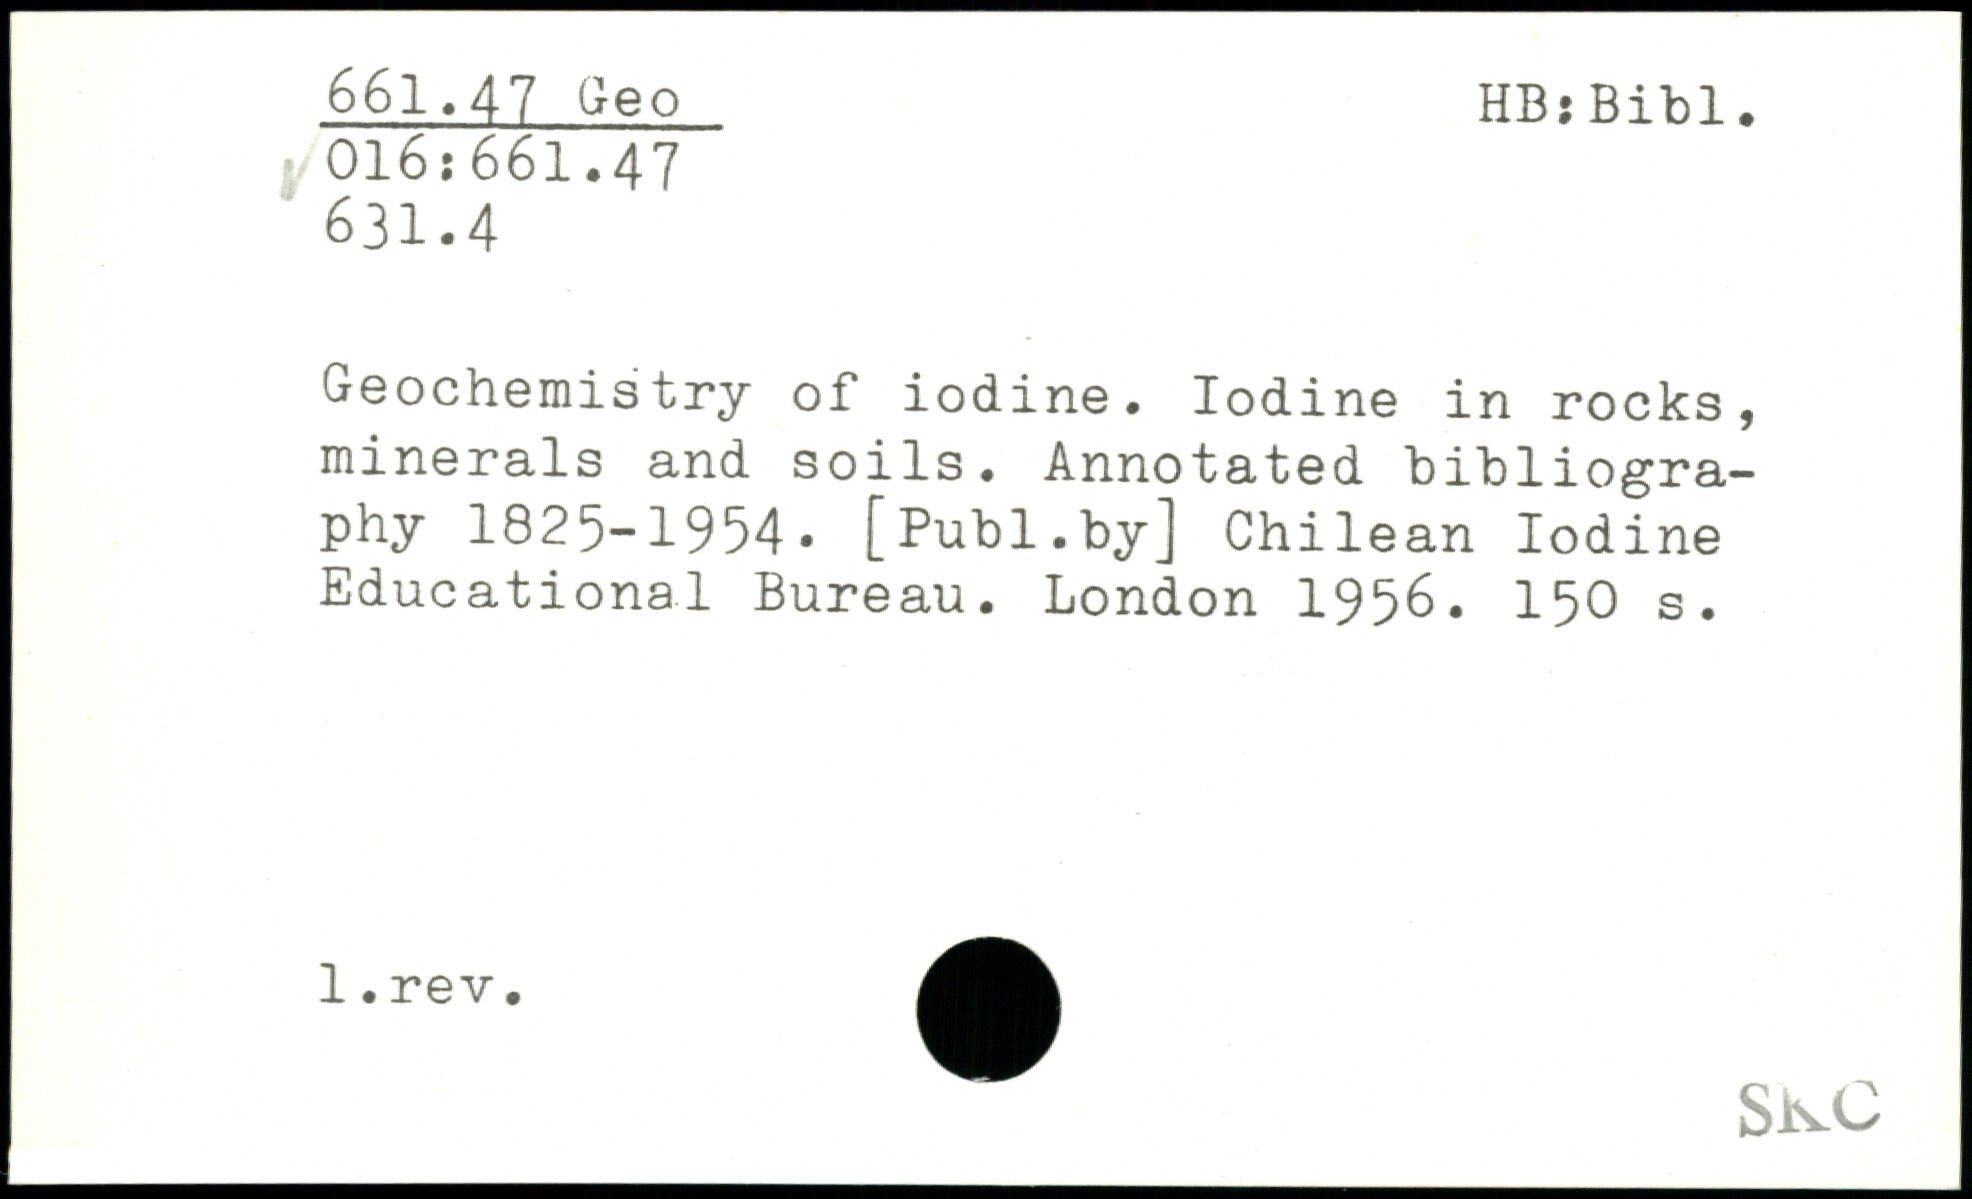 661.47 Geo
HB:Bibl.
016:661.47
631.4
Geochemistry of iodine. Iodine in rocks,
minerals and soils. Annotated bibliogra-
phy 1825-1954. [Publ.by] Chilean Iodine
Educational Bureau. London 1956. 150 s.
1.rev.
SKC